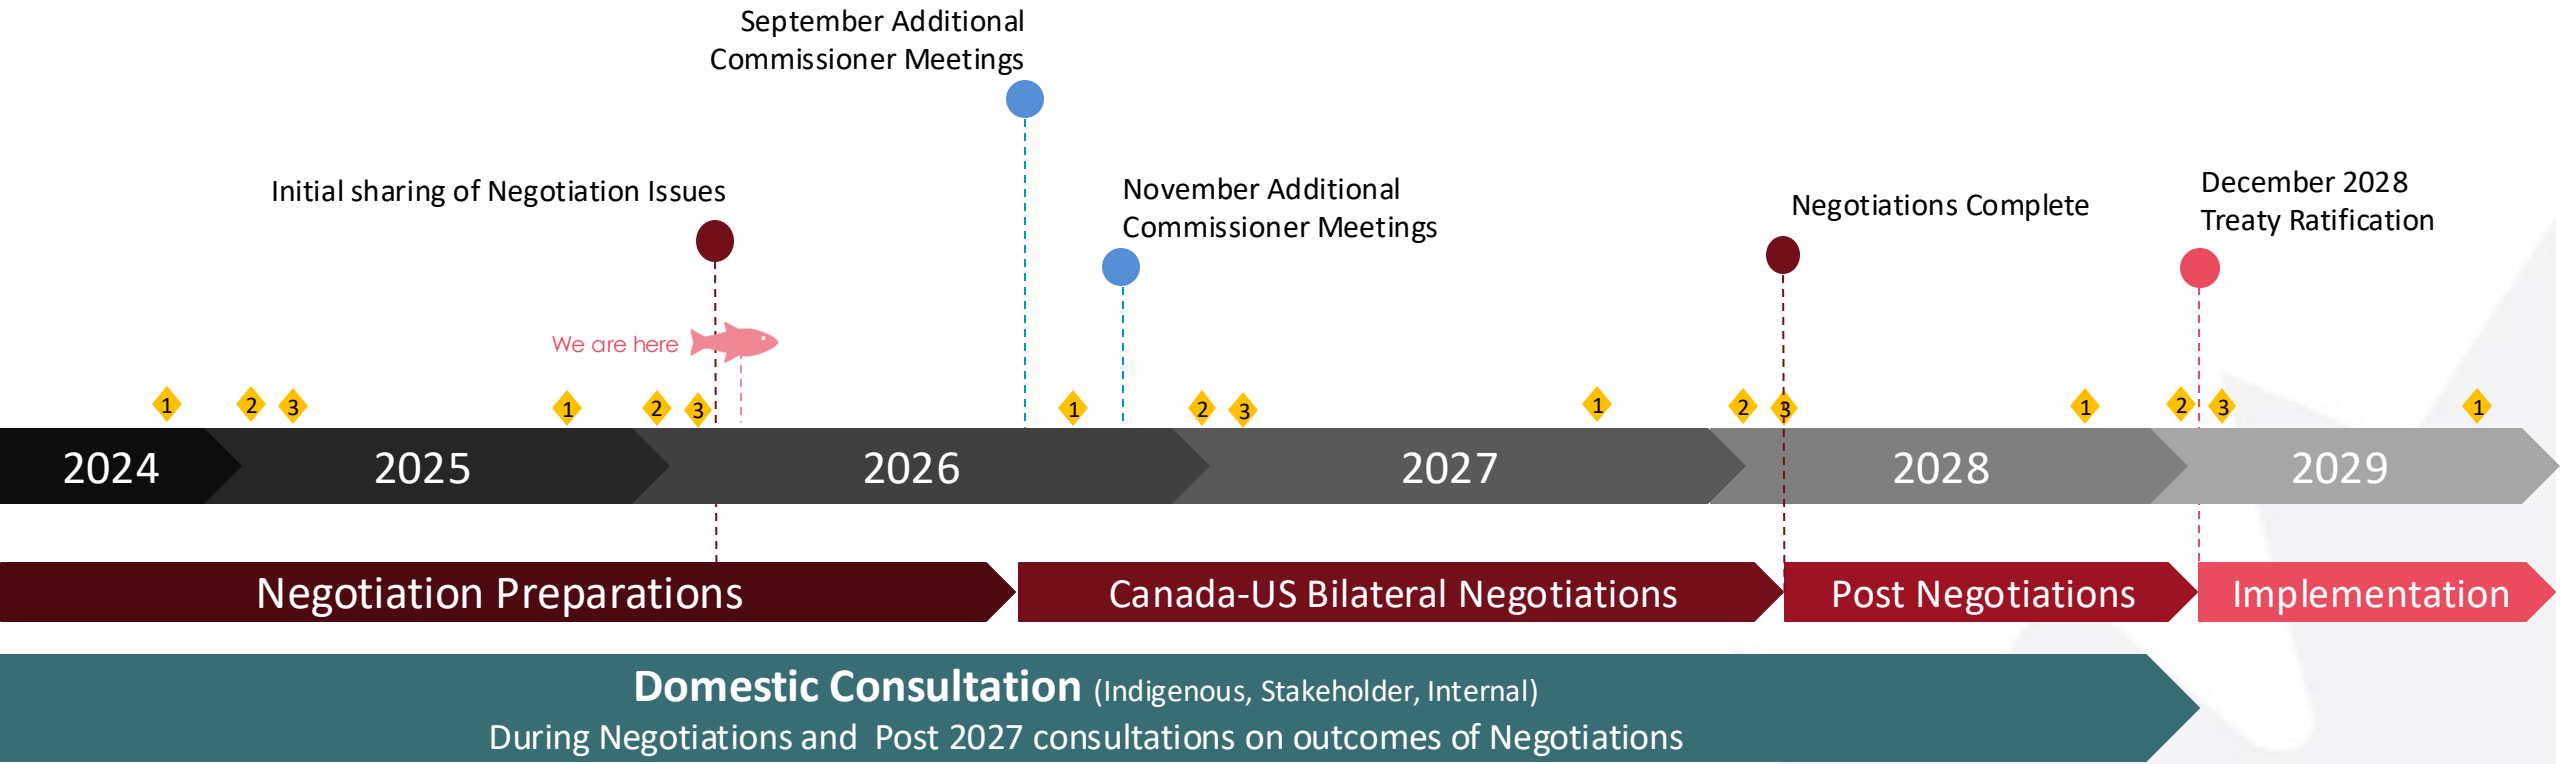 September Additional
Commissioner Meetings
Initial sharing of Negotiation Issues
November Additional
Commissioner Meetings
Negotiations Complete
December 2028
Treaty Ratification
We are here
1 2 3 1 2 3 1 2 3 1 2 3 1 2 3 1
2024 2025 2026 2027 2028 2029
Negotiation Preparations Canada-US Bilateral Negotiations Post Negotiations Implementation
Domestic Consultation (Indigenous, Stakeholder, Internal)
During Negotiations and Post 2027 consultations on outcomes of Negotiations